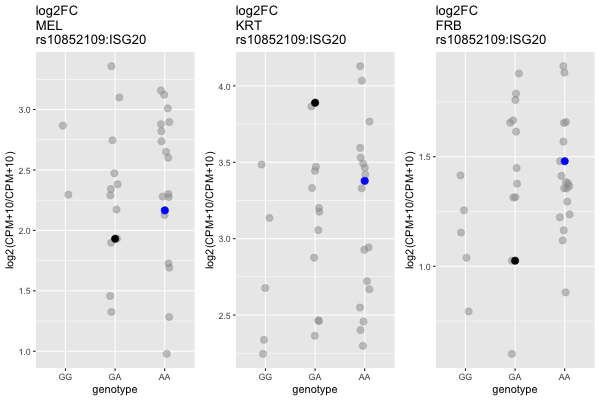 log2FC
MEL
rs10852109:ISG20
log2(CPM+10/CPM+10)
3.0
2.5
2.0
1.5
1.0
GG GA AA
genotype
log2FC
KRT
rs10852109:ISG20
log2(CPM+10/CPM+10)
4.0
3.5
3.0
2.5
GG GA AA
genotype
log2FC
FRB
rs10852109:ISG20
log2(CPM+10/CPM+10)
1.5
1.0
GG GA AA
genotype